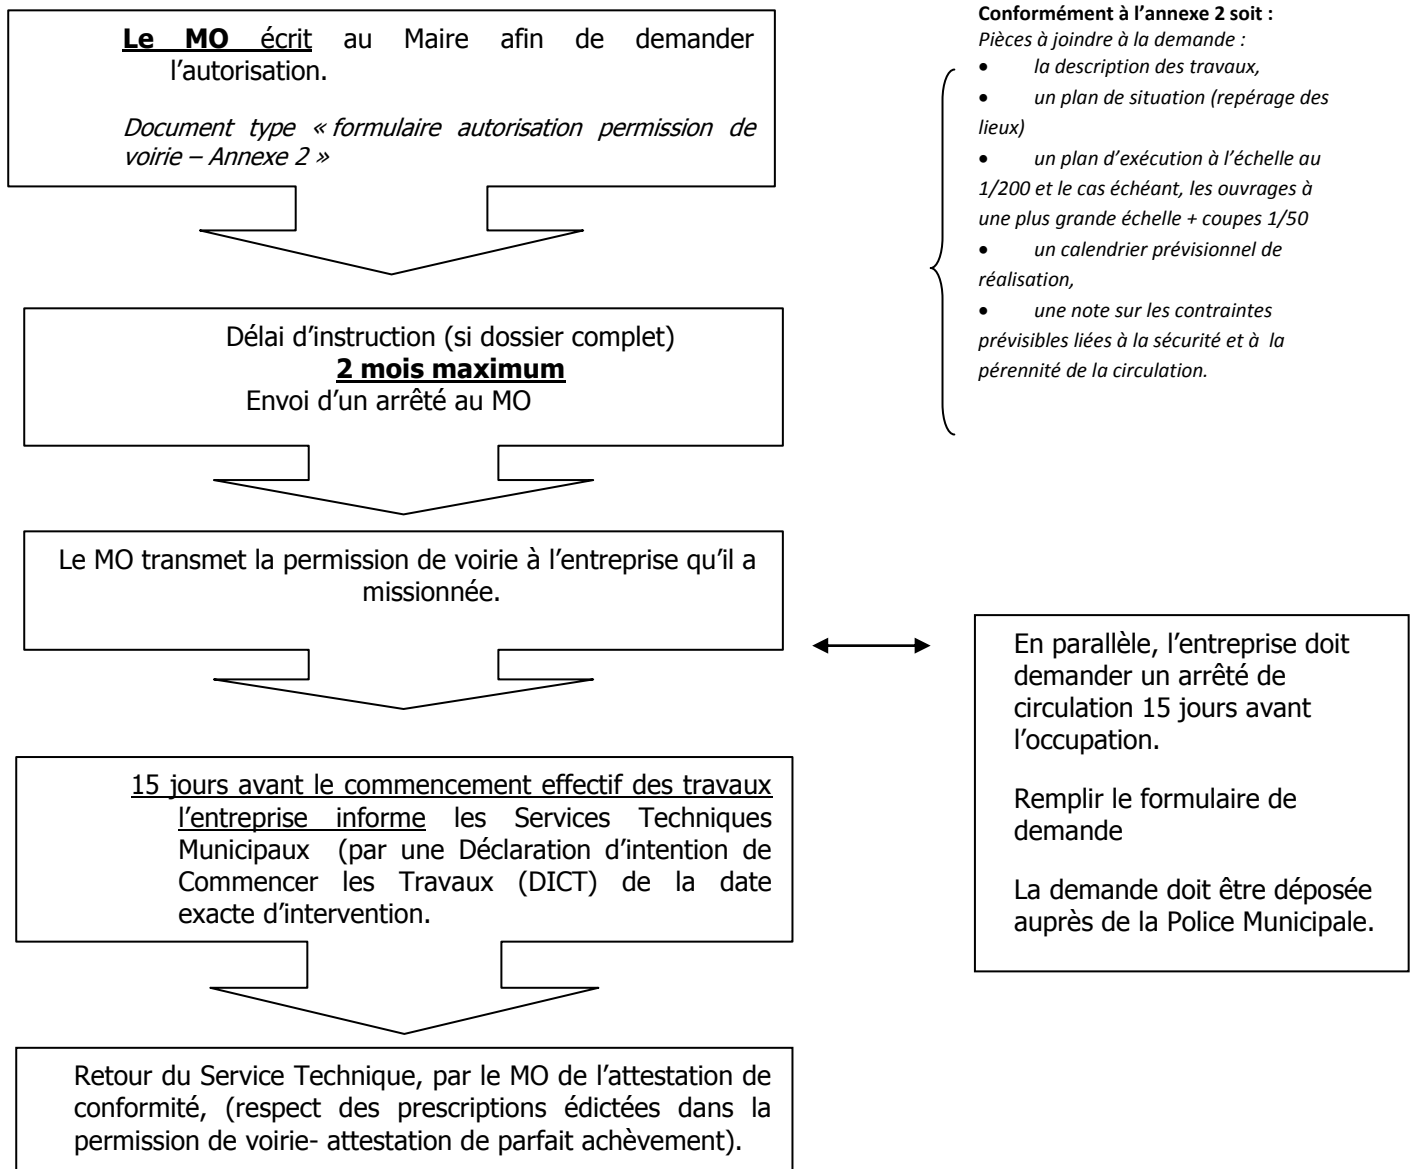 Le MO écrit au Maire afin de demander
l’autorisation.
Document type « formulaire autorisation permission de
voirie – Annexe 2 »
Conformément à l’annexe 2 soit :
Pièces à joindre à la demande :
• la description des travaux,
• un plan de situation (repérage des
lieux)
• un plan d’exécution à l’échelle au
1/200 et le cas échéant, les ouvrages à
une plus grande échelle + coupes 1/50
• un calendrier prévisionnel de
réalisation,
• une note sur les contraintes
prévisibles liées à la sécurité et à la
pérennité de la circulation.
Délai d’instruction (si dossier complet)
2 mois maximum
Envoi d’un arrêté au MO
Le MO transmet la permission de voirie à l’entreprise qu’il a
missionnée.
En parallèle, l’entreprise doit
demander un arrêté de
circulation 15 jours avant
l’occupation.
Remplir le formulaire de
demande
La demande doit être déposée
auprès de la Police Municipale.
15 jours avant le commencement effectif des travaux
l’entreprise informe les Services Techniques
Municipaux (par une Déclaration d’intention de
Commencer les Travaux (DICT) de la date
exacte d’intervention.
Retour du Service Technique, par le MO de l’attestation de
conformité, (respect des prescriptions édictées dans la
permission de voirie- attestation de parfait achèvement).